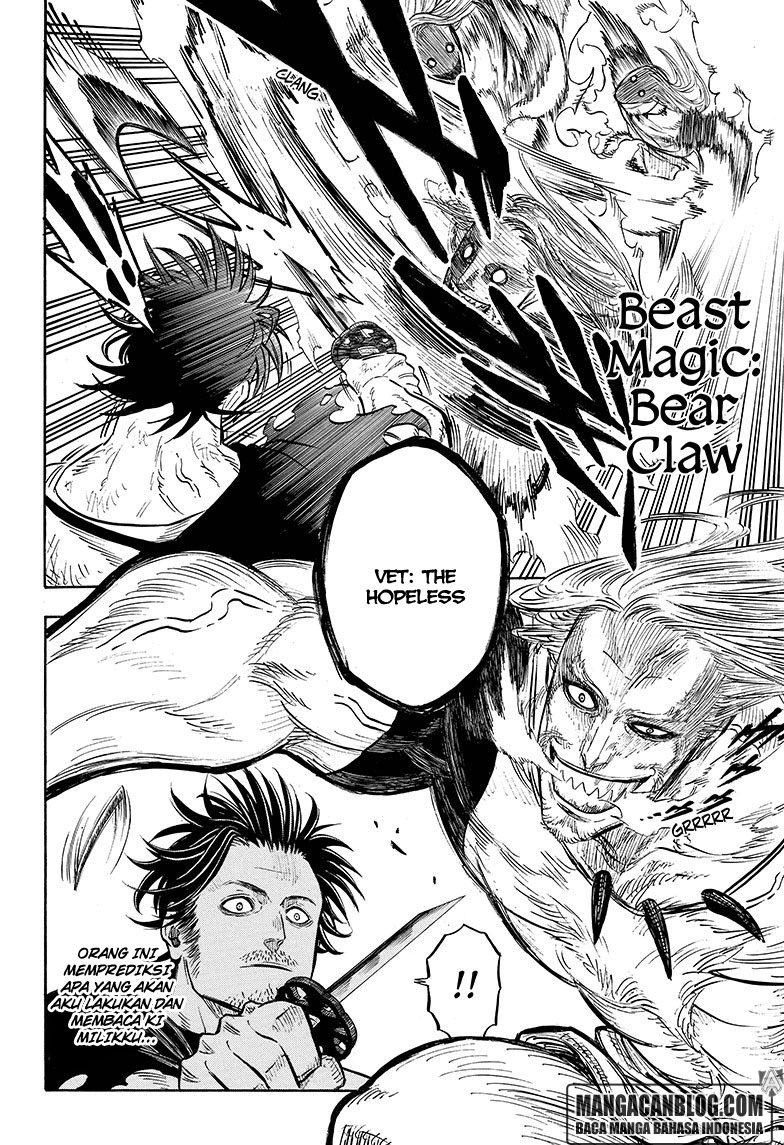 CLANG
Beast
Magic:
Bear
Claw
VET: THE
HOPELESS
GRRRRR
ORANG INI
MEMPREDIKSI
APA YANG AKAN
AKU LAKUKAN DAN
MEMBACA KI
MILIKKU...
!!
MANGACANBLOG.COM
BACA MANGA BAHASA INDONESIA